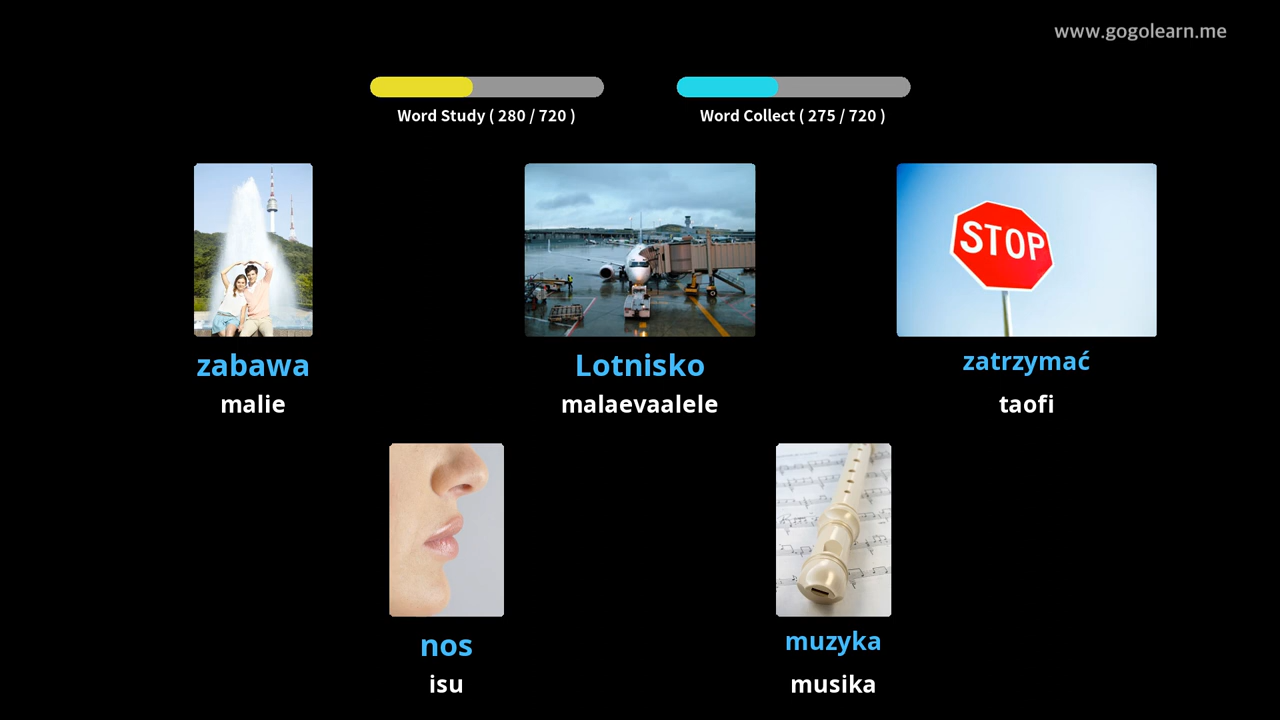 www.gogolearn.me
Word Study ( 280 / 720 )
Word Collect ( 275 / 720 )
STOP
zabawa
Lotnisko
zatrzymać
malie
malaevaalele
taofi
nos
muzyka
isu
musika